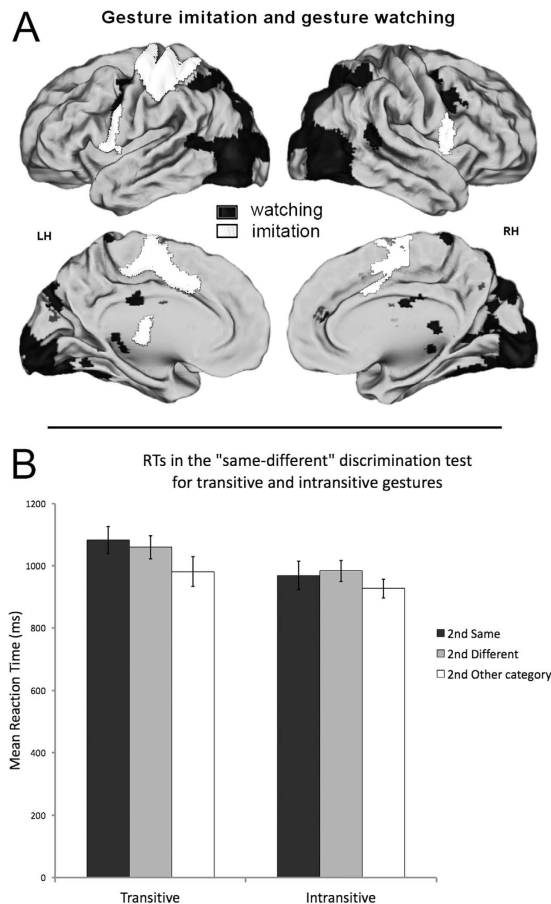 A
Gesture imitation and gesture watching
watching
imitation
LH
RH
B
RTs in the "same-different" discrimination test
for transitive and intransitive gestures
Mean Reaction Time (ms)
1200
1000
800
600
400
200
0
2nd Same
2nd Different
2nd Other category
Transitive
Intransitive